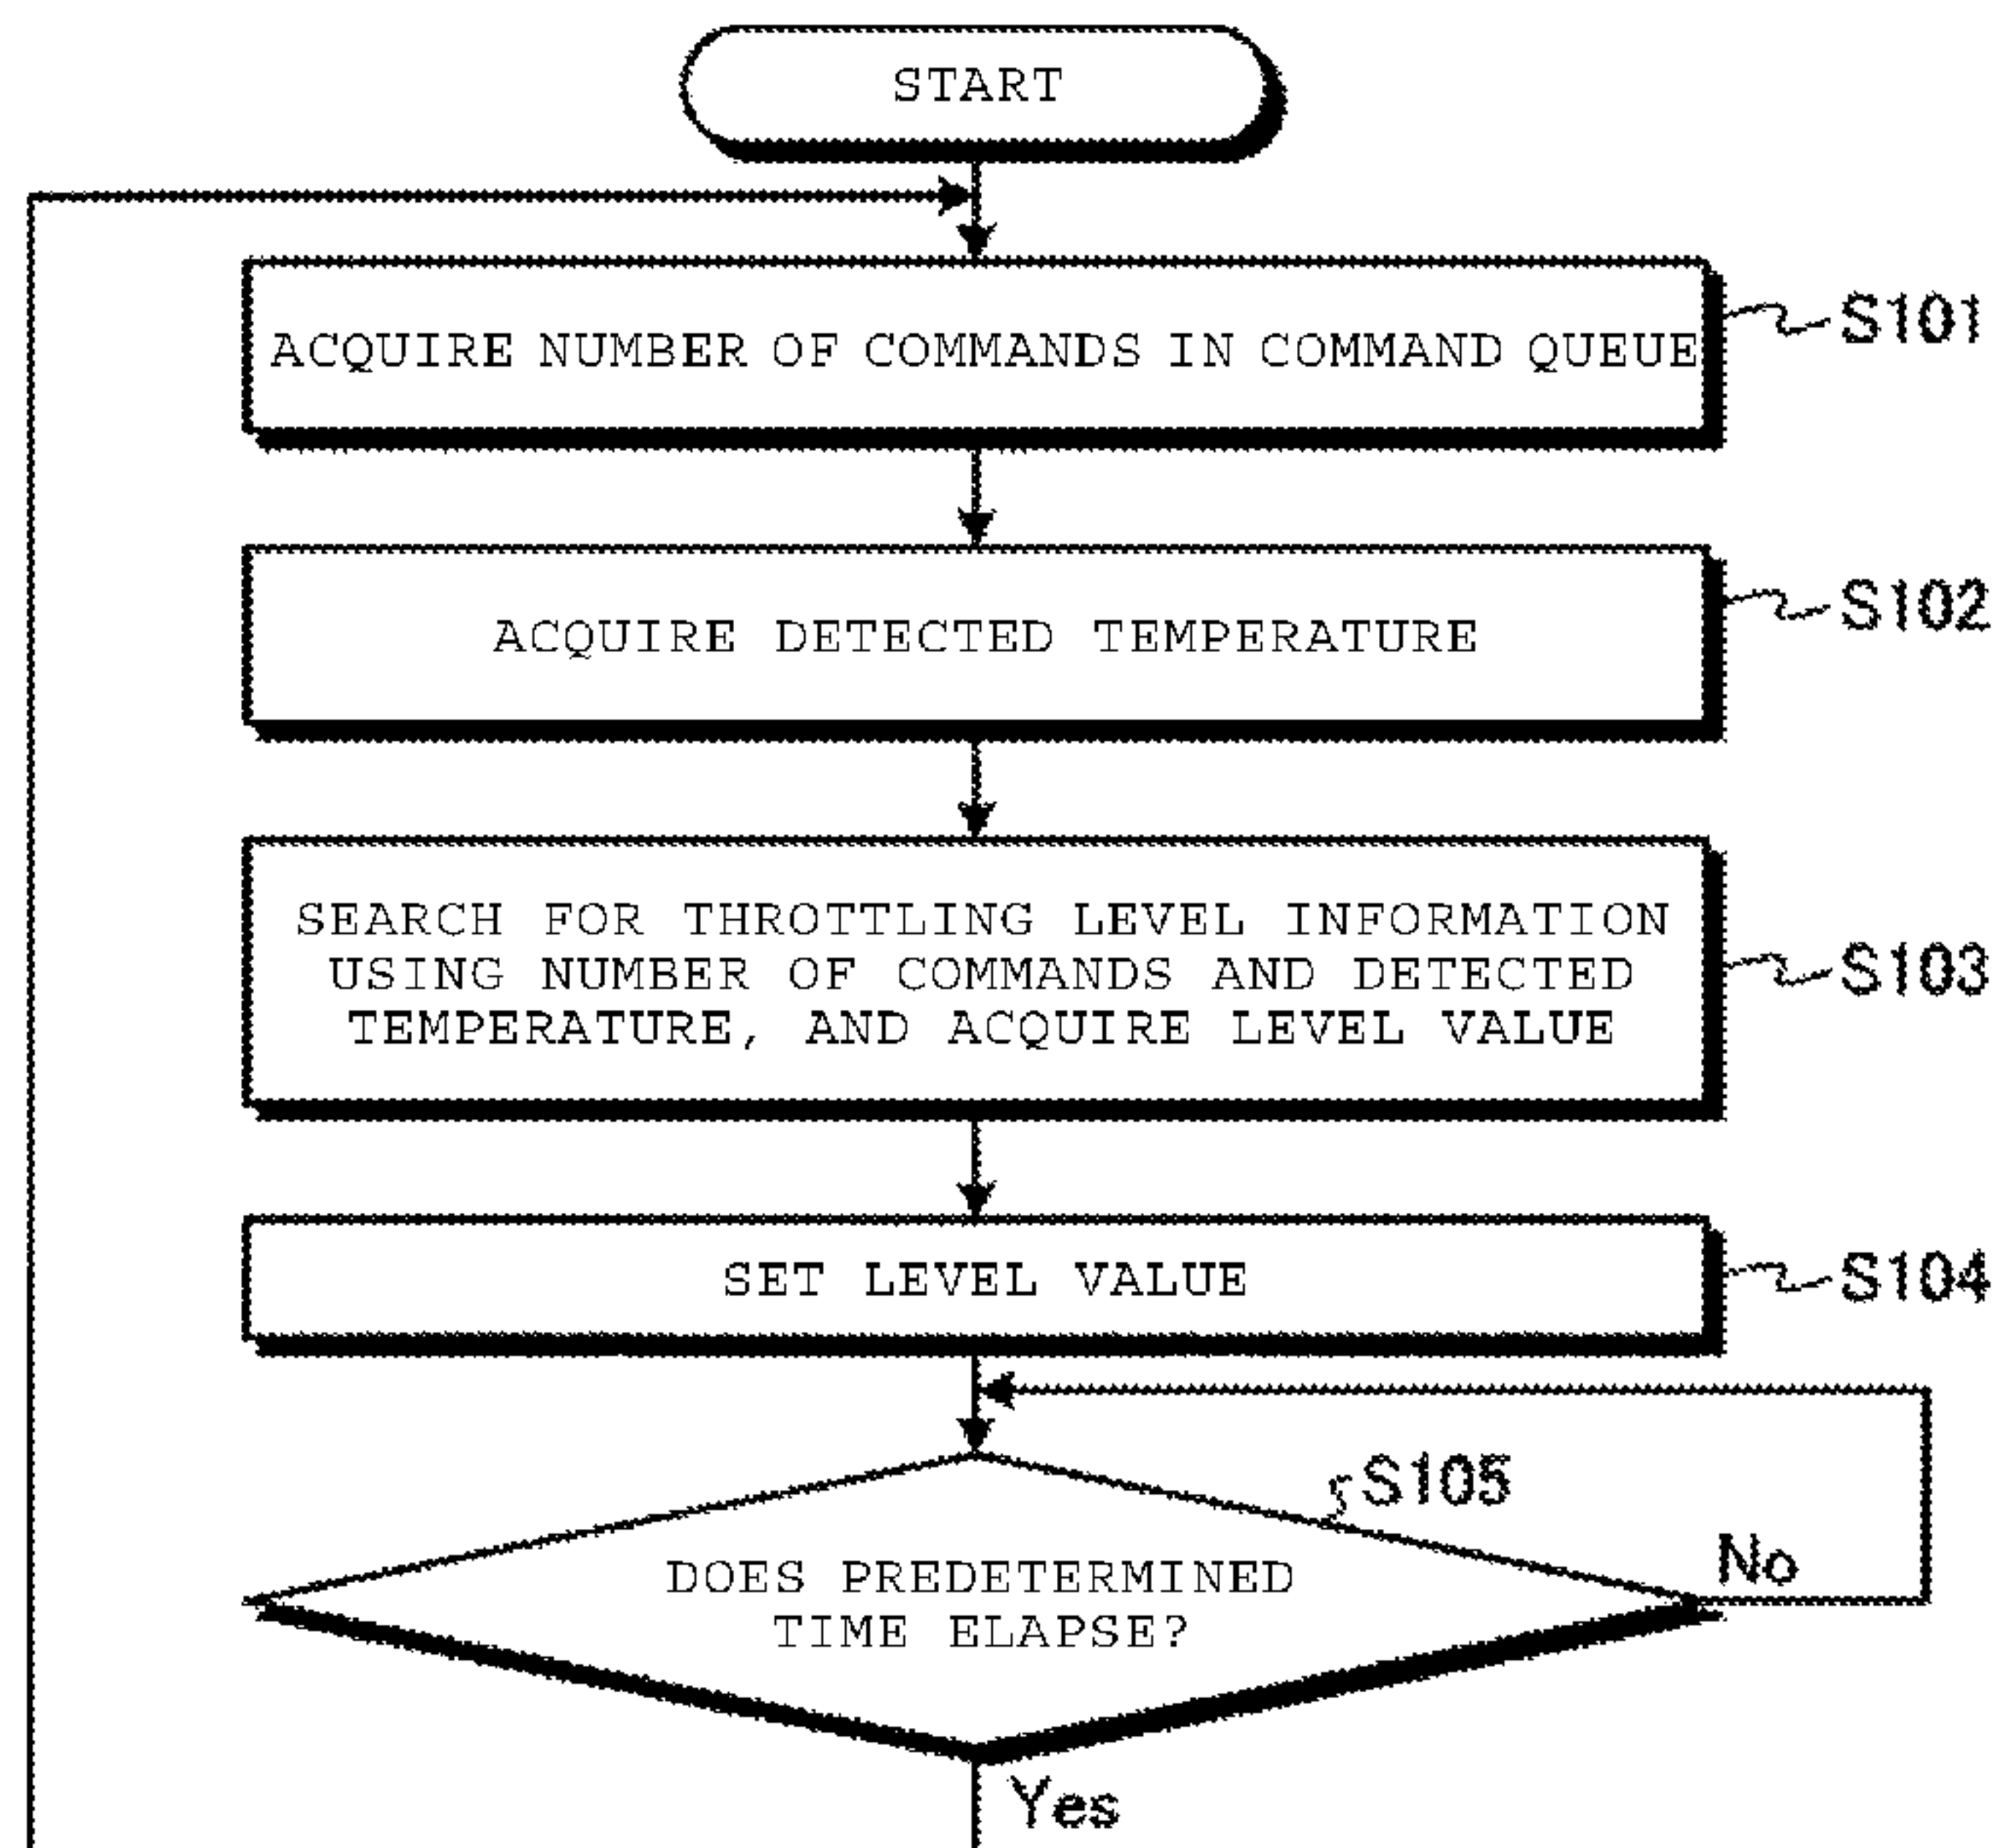 START
ACQUIRE NUMBER OF COMMANDS IN COMMAND QUEUE
S101
ACQUIRE DETECTED TEMPERATURE
S102
SEARCH FOR THROTTLING LEVEL INFORMATION
USING NUMBER OF COMMANDS AND DETECTED
TEMPERATURE, AND ACQUIRE LEVEL VALUE
S103
SET LEVEL VALUE
S104
S105
DOES PREDETERMINED
TIME ELAPSE?
No
Yes